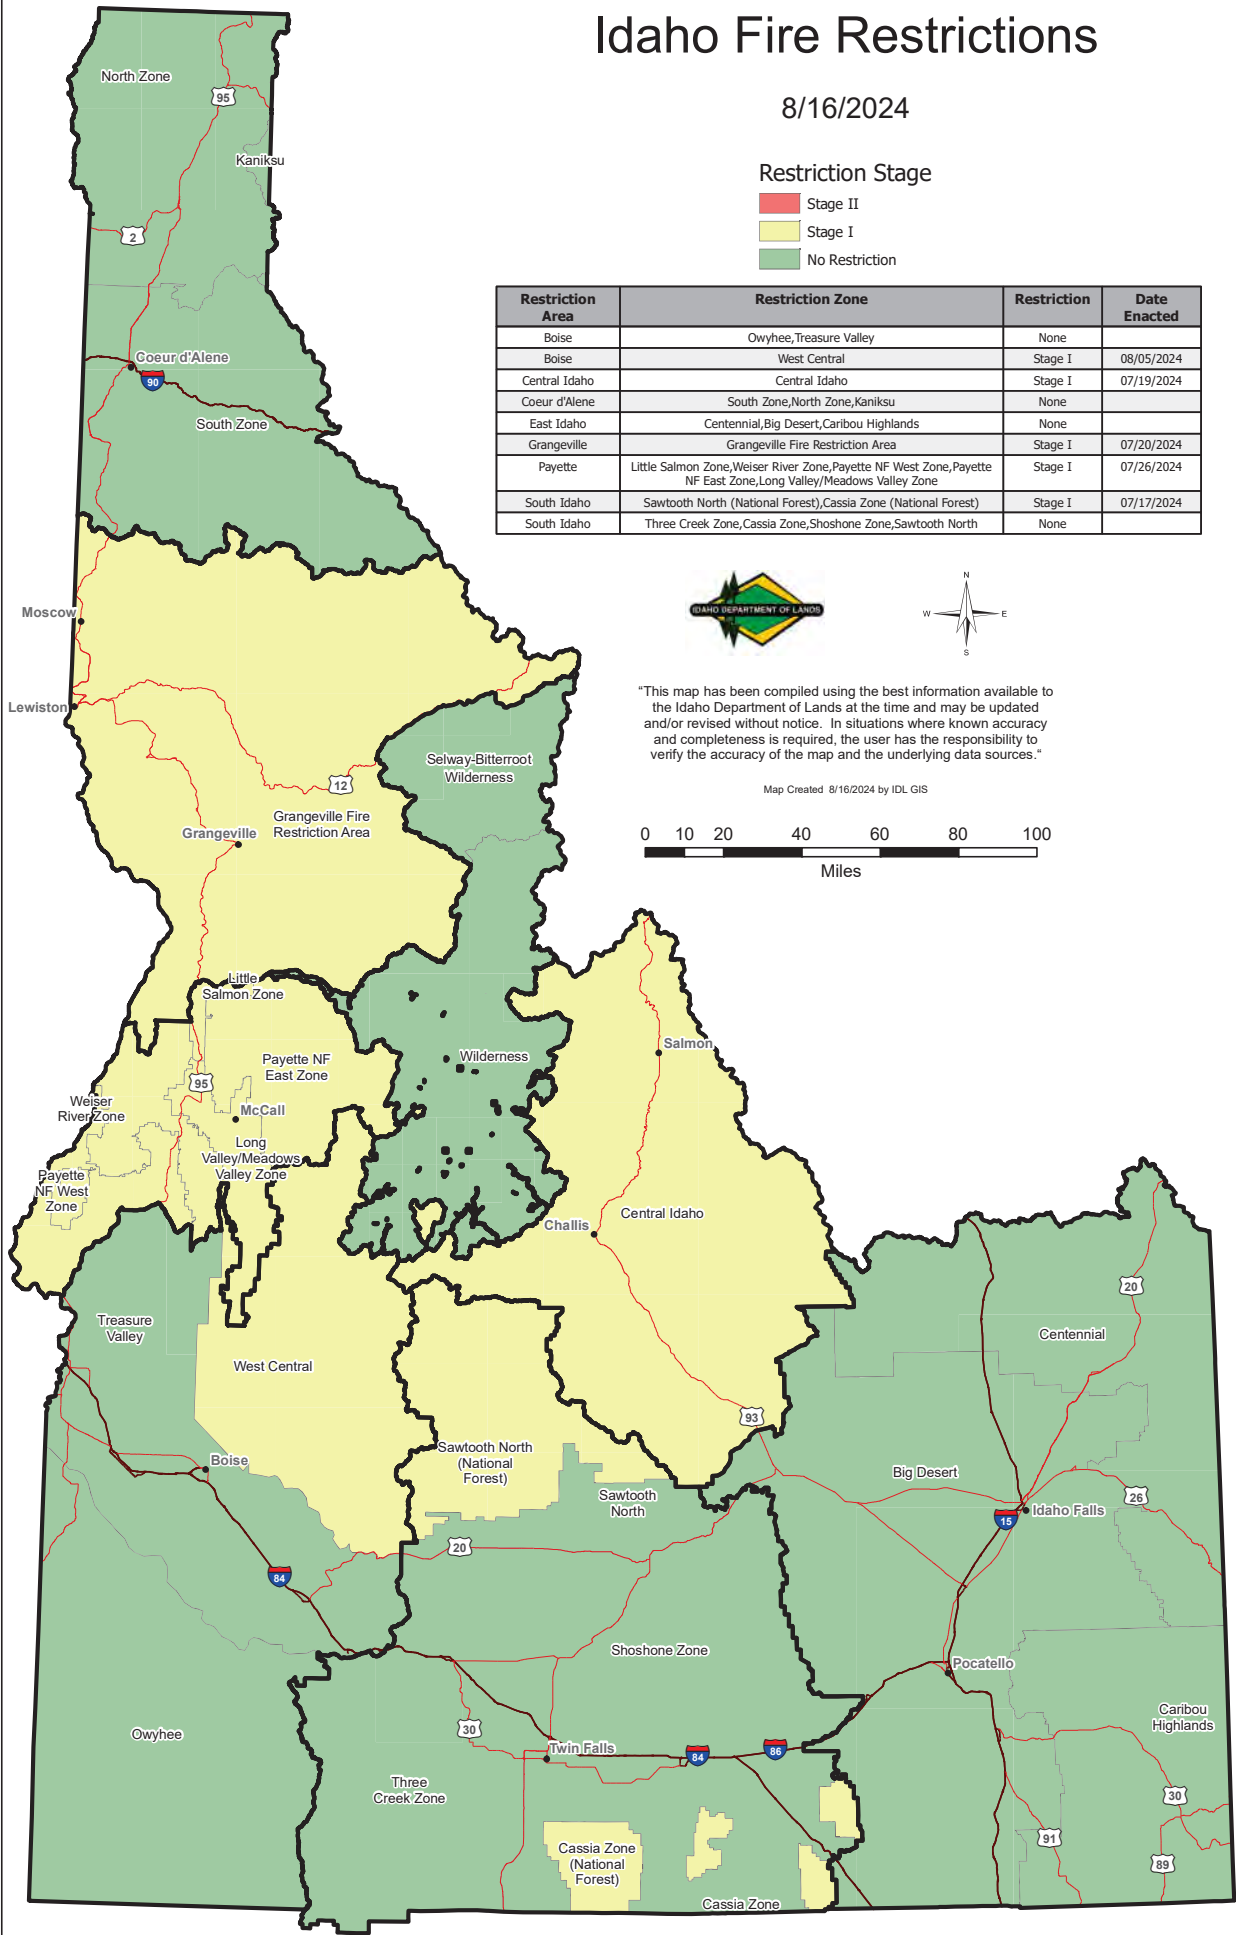 Idaho Fire Restrictions
8/16/2024
Restriction Stage
Stage II
Stage I
No Restriction
Restriction Area | Restriction Zone | Restriction | Date Enacted
Boise | Owyhee,Treasure Valley | None
Boise | West Central | Stage I | 08/05/2024
Central Idaho | Central Idaho | Stage I | 07/19/2024
Coeur d'Alene | South Zone,North Zone,Kaniksu | None
East Idaho | Centennial,Big Desert,Caribou Highlands | None
Grangeville | Grangeville Fire Restriction Area | Stage I | 07/20/2024
Payette | Little Salmon Zone,Weiser River Zone,Payette NF West Zone,Payette | Stage I | 07/26/2024
NF East Zone,Long Valley/Meadows Valley Zone
South Idaho | Sawtooth North (National Forest),Cassia Zone (National Forest) | Stage I | 07/17/2024
South Idaho | Three Creek Zone,Cassia Zone,Shoshone Zone,Sawtooth North | None
IDAHO DEPARTMENT OF LANDS
N
W
E
S
"This map has been compiled using the best information available to
the Idaho Department of Lands at the time and may be updated
and/or revised without notice.  In situations where known accuracy
and completeness is required, the user has the responsibility to
verify the accuracy of the map and the underlying data sources."
Map Created  8/16/2024 by IDL GIS
0 10 20 40 60 80 100
Miles
North Zone
95
Kaniksu
2
Coeur d'Alene
90
South Zone
Moscow
Lewiston
Selway-Bitterroot
Wilderness
12
Grangeville Fire
Restriction Area
Grangeville
Little
Salmon Zone
Salmon
Wilderness
Payette NF
East Zone
95
Weiser
River Zone
McCall
Long
Valley/Meadows
Valley Zone
Payette
NF West
Zone
Central Idaho
Challis
20
Treasure
Valley
Centennial
West Central
93
Sawtooth North
(National
Forest)
Boise
Big Desert
Sawtooth
North
26
Idaho Falls
15
20
84
Shoshone Zone
Pocatello
Caribou
Highlands
Owyhee
30
Twin Falls
84
86
Three
Creek Zone
30
91
Cassia Zone
(National
Forest)
89
Cassia Zone